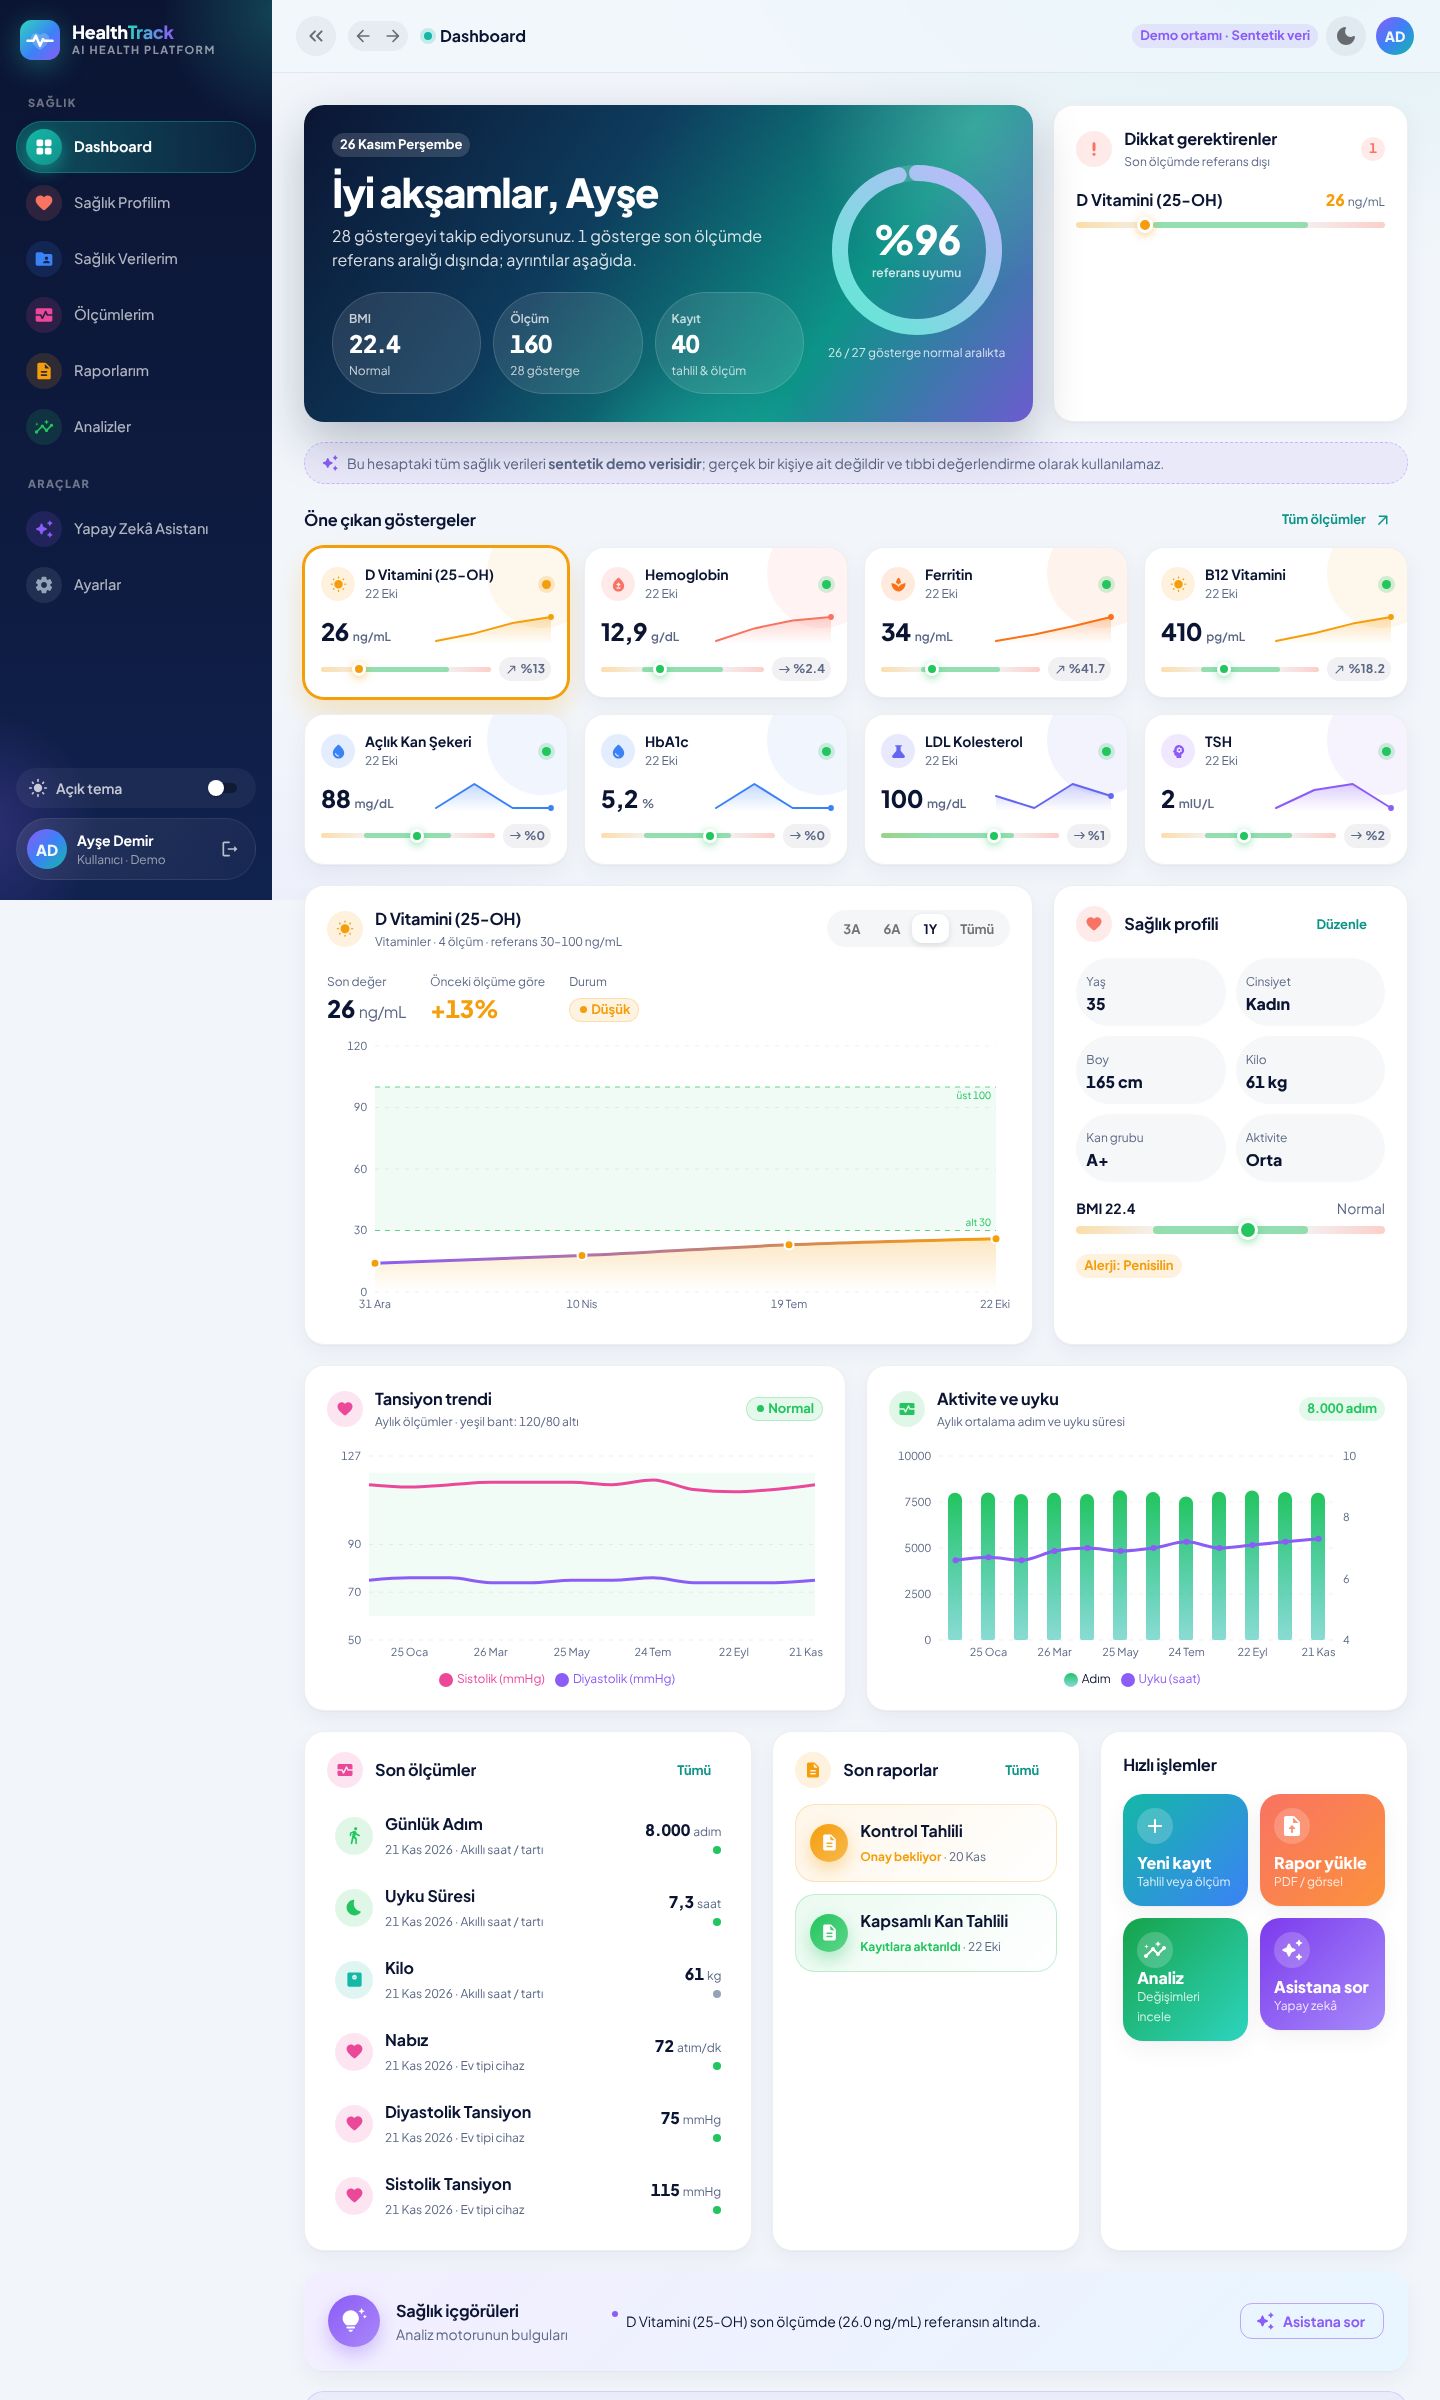 HealthTrack
AI HEALTH PLATFORM
SAĞLIK
Dashboard
Sağlık Profilim
Sağlık Verilerim
Ölçümlerim
Raporlarım
Analizler
ARAÇLAR
Yapay Zekâ Asistanı
Ayarlar
Açık tema
AD
Ayşe Demir
Kullanıcı · Demo
Dashboard
Demo ortamı · Sentetik veri
AD
26 Kasım Perşembe
İyi akşamlar, Ayşe
28 göstergeyi takip ediyorsunuz. 1 gösterge son ölçümde
referans aralığı dışında; ayrıntılar aşağıda.
BMI
22.4
Normal
Ölçüm
160
28 gösterge
Kayıt
40
tahlil & ölçüm
%96
referans uyumu
26 / 27 gösterge normal aralıkta
Dikkat gerektirenler
Son ölçümde referans dışı
1
D Vitamini (25-OH)
26 ng/mL
Bu hesaptaki tüm sağlık verileri sentetik demo verisidir; gerçek bir kişiye ait değildir ve tıbbi değerlendirme olarak kullanılamaz.
Öne çıkan göstergeler
Tüm ölçümler
D Vitamini (25-OH)
22 Eki
26 ng/mL
%13
Hemoglobin
22 Eki
12,9 g/dL
%2.4
Ferritin
22 Eki
34 ng/mL
%41.7
B12 Vitamini
22 Eki
410 pg/mL
%18.2
Açlık Kan Şekeri
22 Eki
88 mg/dL
%0
HbA1c
22 Eki
5,2 %
%0
LDL Kolesterol
22 Eki
100 mg/dL
%1
TSH
22 Eki
2 mIU/L
%2
D Vitamini (25-OH)
Vitaminler · 4 ölçüm · referans 30–100 ng/mL
3A 6A 1Y Tümü
Son değer
26 ng/mL
Önceki ölçüme göre
+13%
Durum
Düşük
120
üst 100
90
60
30
alt 30
0
31 Ara 10 Nis 19 Tem 22 Eki
Sağlık profili
Düzenle
Yaş
35
Cinsiyet
Kadın
Boy
165 cm
Kilo
61 kg
Kan grubu
A+
Aktivite
Orta
BMI 22.4
Normal
Alerji: Penisilin
Tansiyon trendi
Aylık ölçümler · yeşil bant: 120/80 altı
Normal
127
90
70
50
25 Oca 26 Mar 25 May 24 Tem 22 Eyl 21 Kas
Sistolik (mmHg) Diyastolik (mmHg)
Aktivite ve uyku
Aylık ortalama adım ve uyku süresi
8.000 adım
10000
7500
5000
2500
0
10
8
6
4
25 Oca 26 Mar 25 May 24 Tem 22 Eyl 21 Kas
Adım Uyku (saat)
Son ölçümler
Tümü
Günlük Adım
21 Kas 2026 · Akıllı saat / tartı
8.000 adım
Uyku Süresi
21 Kas 2026 · Akıllı saat / tartı
7,3 saat
Kilo
21 Kas 2026 · Akıllı saat / tartı
61 kg
Nabız
21 Kas 2026 · Ev tipi cihaz
72 atım/dk
Diyastolik Tansiyon
21 Kas 2026 · Ev tipi cihaz
75 mmHg
Sistolik Tansiyon
21 Kas 2026 · Ev tipi cihaz
115 mmHg
Son raporlar
Tümü
Kontrol Tahlili
Onay bekliyor · 20 Kas
Kapsamlı Kan Tahlili
Kayıtlara aktarıldı · 22 Eki
Hızlı işlemler
Yeni kayıt
Tahlil veya ölçüm
Rapor yükle
PDF / görsel
Analiz
Değişimleri
incele
Asistana sor
Yapay zekâ
Sağlık içgörüleri
Analiz motorunun bulguları
D Vitamini (25-OH) son ölçümde (26.0 ng/mL) referansın altında.
Asistana sor